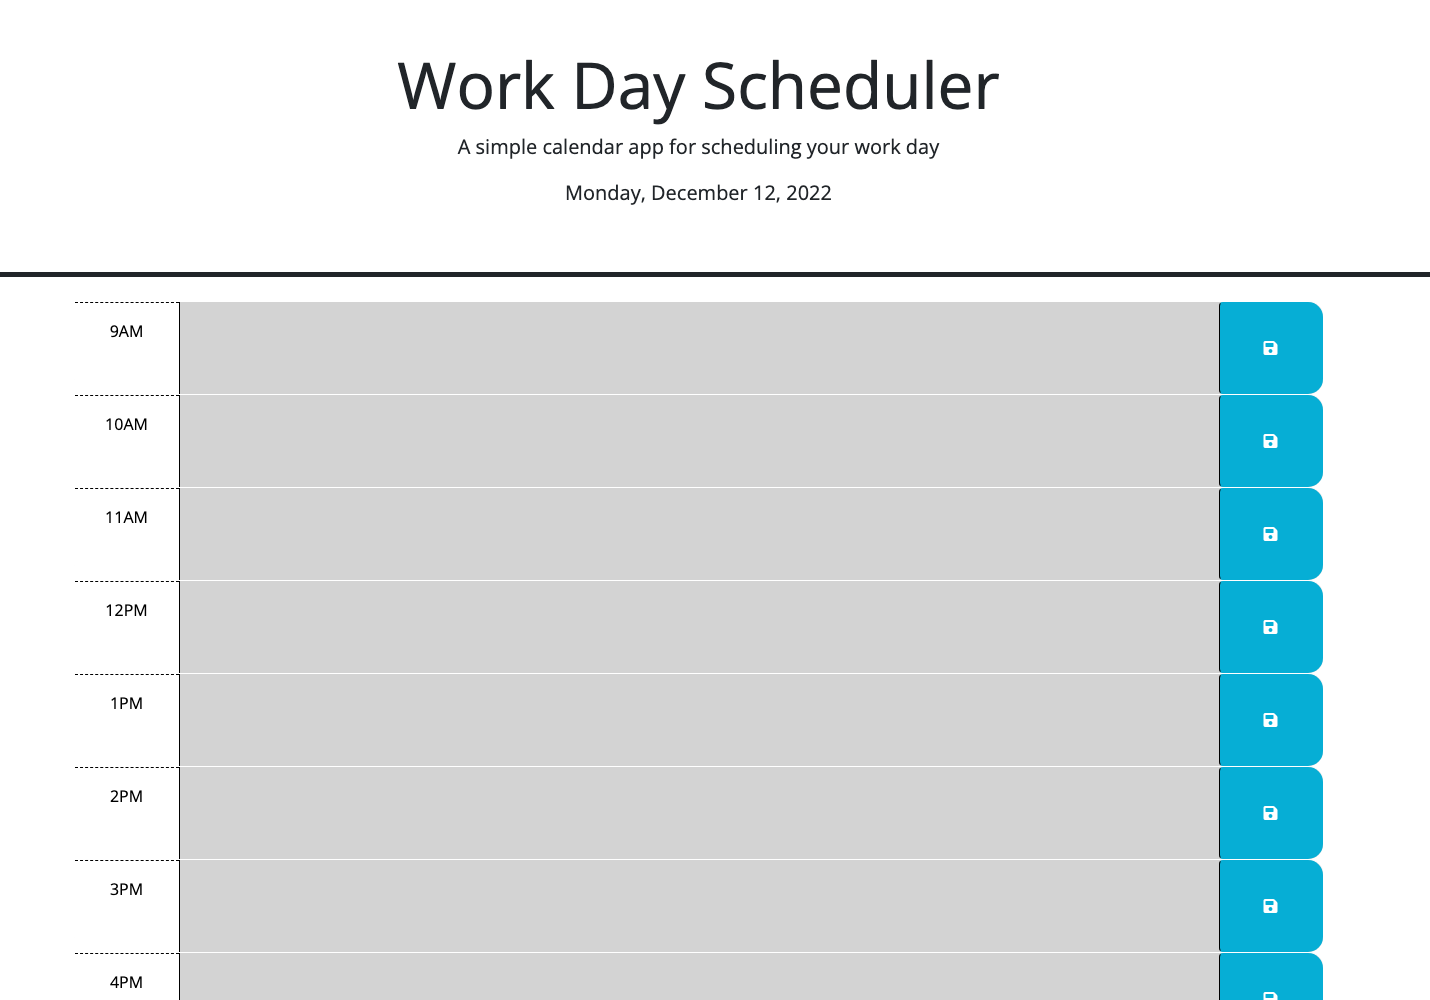 Work Day Scheduler
A simple calendar app for scheduling your work day
Monday, December 12, 2022
9AM
10AM
11AM
12PM
1PM
2PM
3PM
4PM